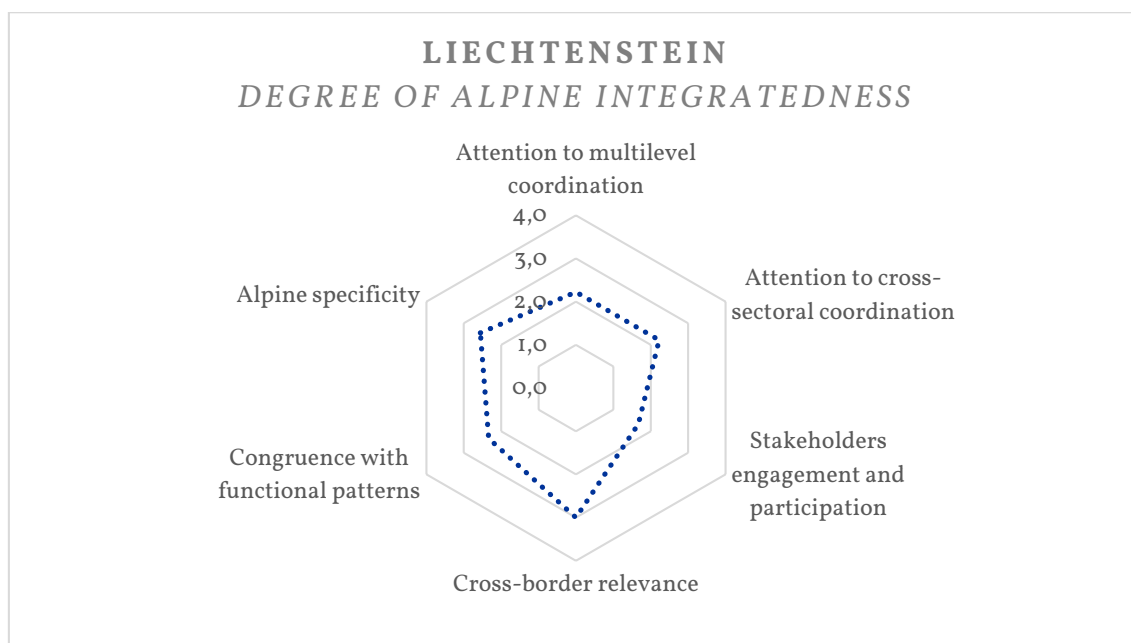 LIECHTENSTEIN
DEGREE OF ALPINE INTEGRATEDNESS
Attention to multilevel
coordination
4,0
3,0
2,0
1,0
0,0
Attention to cross-
sectoral coordination
Stakeholders
engagement and
participation
Cross-border relevance
Congruence with
functional patterns
Alpine specificity